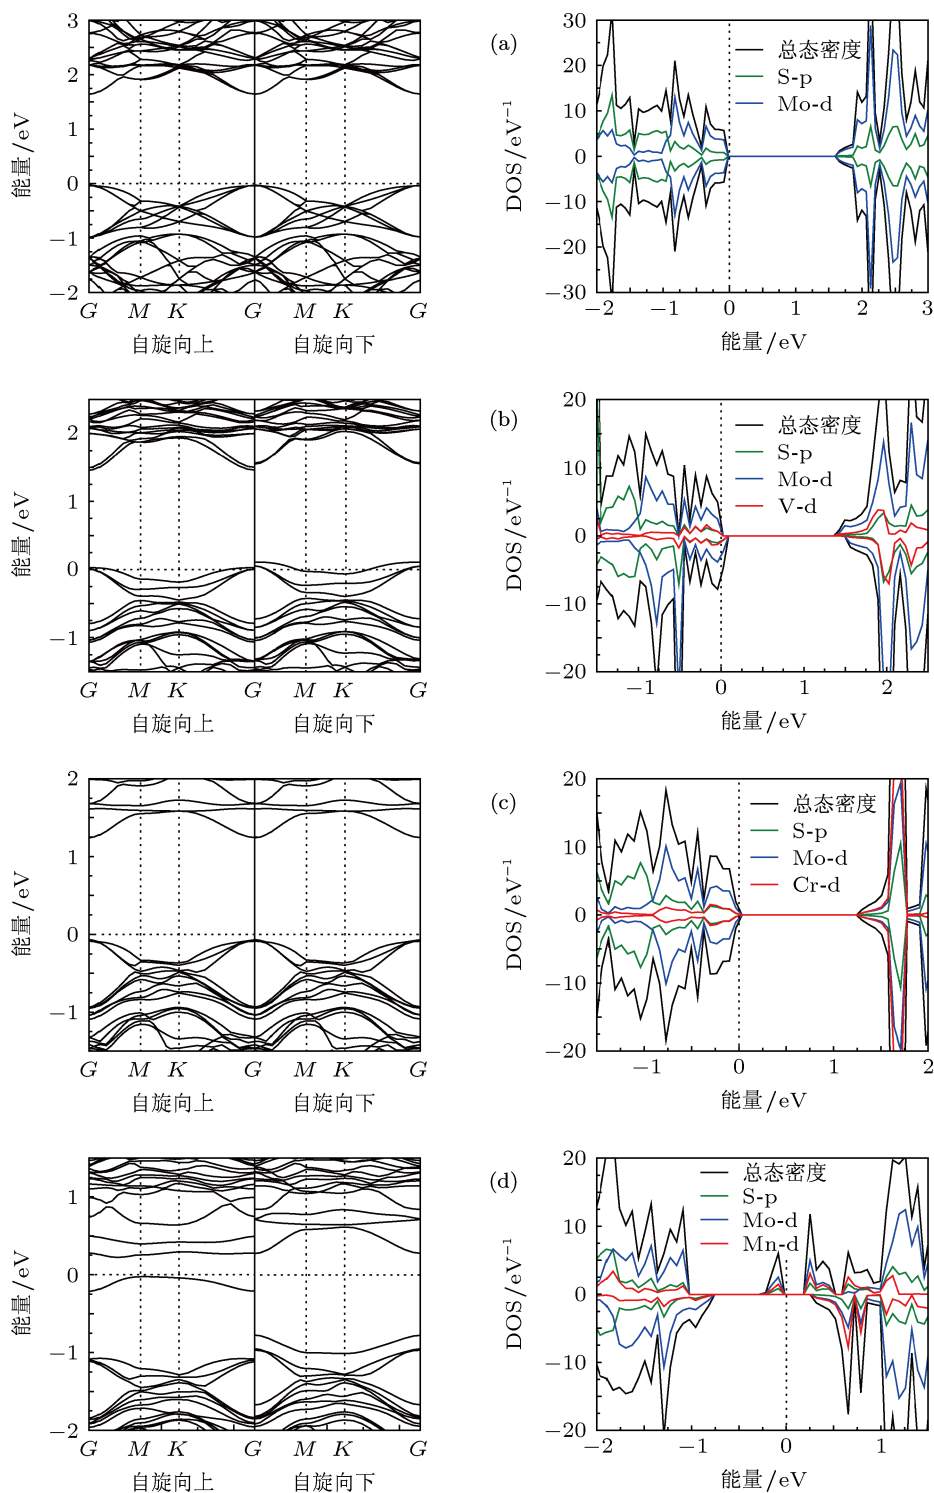 (a)
能量/eV
3
2
1
0
−1
−2
G M K G M K G
自旋向上 自旋向下
DOS/eV⁻¹
30
20
10
0
−10
−20
−30
总态密度
S-p
Mo-d
−2 −1 0 1 2 3
能量/eV
(b)
能量/eV
2
1
0
−1
G M K G M K G
自旋向上 自旋向下
DOS/eV⁻¹
20
10
0
−10
−20
总态密度
S-p
Mo-d
V-d
−1 0 1 2
能量/eV
(c)
能量/eV
2
1
0
−1
G M K G M K G
自旋向上 自旋向下
DOS/eV⁻¹
20
10
0
−10
−20
总态密度
S-p
Mo-d
Cr-d
−1 0 1 2
能量/eV
(d)
能量/eV
1
0
−1
−2
G M K G M K G
自旋向上 自旋向下
DOS/eV⁻¹
20
10
0
−10
−20
总态密度
S-p
Mo-d
Mn-d
−2 −1 0 1
能量/eV